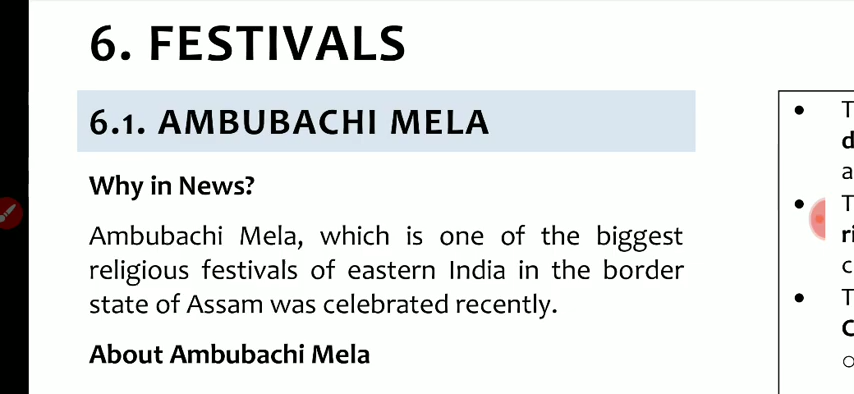 6. FESTIVALS
6.1. AMBUBACHI MELA
Why in News?
Ambubachi Mela, which is one of the biggest
religious festivals of eastern India in the border
state of Assam was celebrated recently.
About Ambubachi Mela